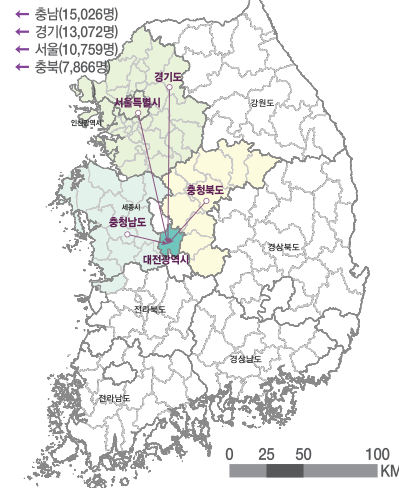 ← 충남(15,026명)
← 경기(13,072명)
← 서울(10,759명)
← 충북(7,866명)
경기도
서울특별시
인천광역시
강원도
충청북도
세종시
충청남도
경상북도
대전광역시
전라북도
경상남도
전라남도
0 25 50 100
KM